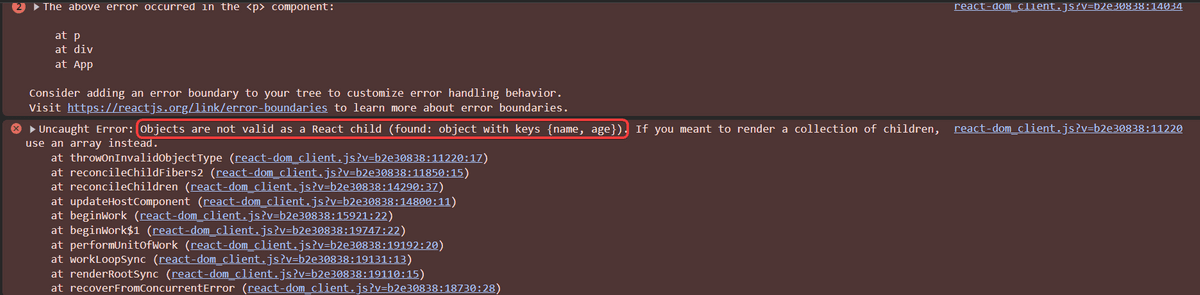 2 ▶ The above error occurred in the <p> component: react-dom_client.js?v=b2e30838:14034
at p
at div
at App
Consider adding an error boundary to your tree to customize error handling behavior.
Visit https://reactjs.org/link/error-boundaries to learn more about error boundaries.
▶ Uncaught Error: Objects are not valid as a React child (found: object with keys {name, age}). If you meant to render a collection of children, react-dom_client.js?v=b2e30838:11220
use an array instead.
at throwOnInvalidObjectType (react-dom_client.js?v=b2e30838:11220:17)
at reconcileChildFibers2 (react-dom_client.js?v=b2e30838:11850:15)
at reconcileChildren (react-dom_client.js?v=b2e30838:14290:37)
at updateHostComponent (react-dom_client.js?v=b2e30838:14800:11)
at beginWork (react-dom_client.js?v=b2e30838:15921:22)
at beginWork$1 (react-dom_client.js?v=b2e30838:19747:22)
at performUnitOfWork (react-dom_client.js?v=b2e30838:19192:20)
at workLoopSync (react-dom_client.js?v=b2e30838:19131:13)
at renderRootSync (react-dom_client.js?v=b2e30838:19110:15)
at recoverFromConcurrentError (react-dom_client.js?v=b2e30838:18730:28)